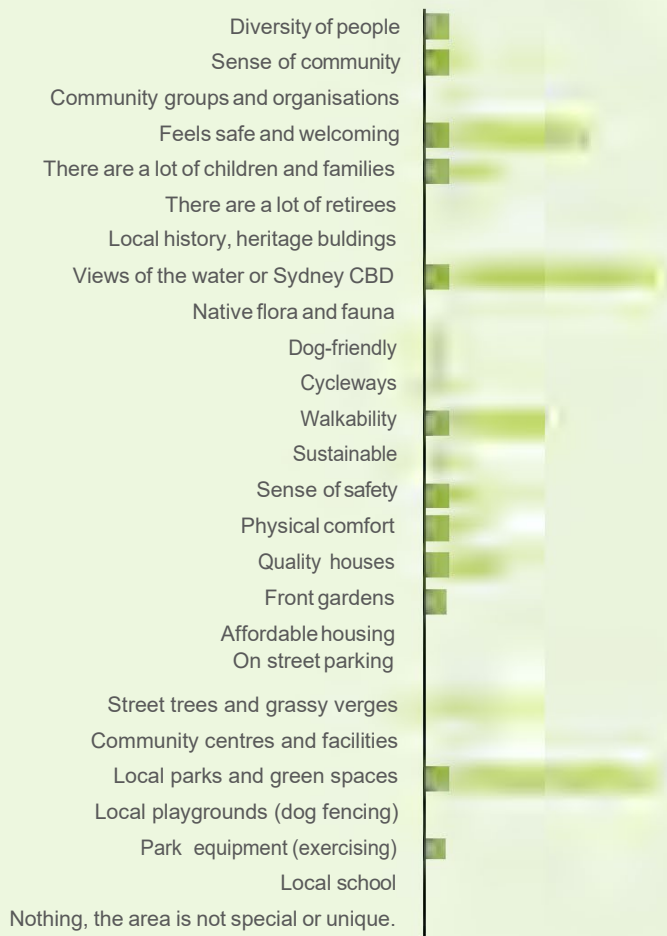 Diversity of people
Sense of community
Community groups and organisations
Feels safe and welcoming
There are a lot of children and families
There are a lot of retirees
Local history, heritage buldings
Views of the water or Sydney CBD
Native flora and fauna
Dog-friendly
Cycleways
Walkability
Sustainable
Sense of safety
Physical comfort
Quality houses
Front gardens
Affordable housing
On street parking
Street trees and grassy verges
Community centres and facilities
Local parks and green spaces
Local playgrounds (dog fencing)
Park equipment (exercising)
Local school
Nothing, the area is not special or unique.